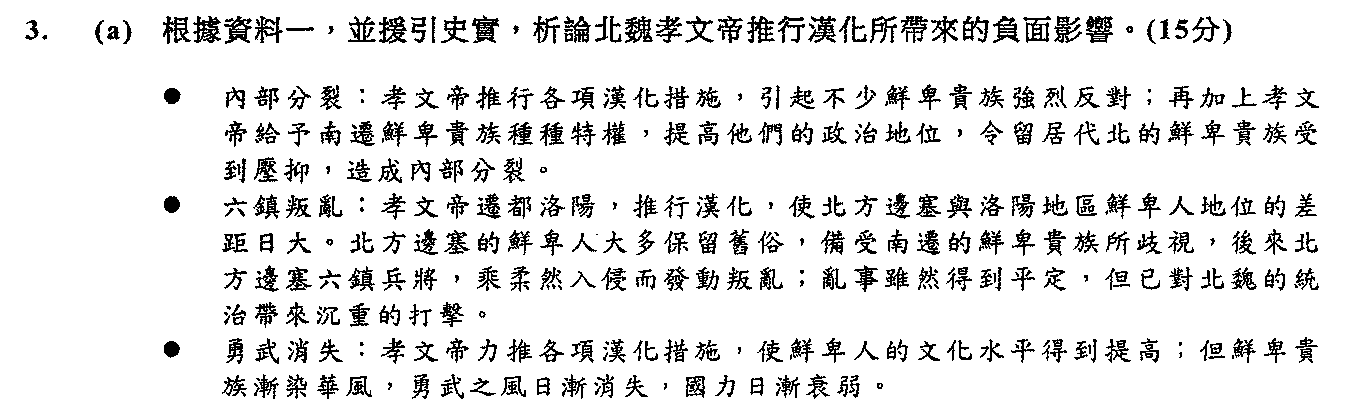 3. (a) 根據資料一，並援引史實，析論北魏孝文帝推行漢化所帶來的負面影響。(15分)
● 內部分裂：孝文帝推行各項漢化措施，引起不少鮮卑貴族強烈反對；再加上孝文
帝給予南遷鮮卑貴族種種特權，提高他們的政治地位，令留居代北的鮮卑貴族受
到壓抑，造成內部分裂。
● 六鎮叛亂：孝文帝遷都洛陽，推行漢化，使北方邊塞與洛陽地區鮮卑人地位的差
距日大。北方邊塞的鮮卑人大多保留舊俗，備受南遷的鮮卑貴族所歧視，後來北
方邊塞六鎮兵將，乘柔然入侵而發動叛亂；亂事雖然得到平定，但已對北魏的統
治帶來沉重的打擊。
● 勇武消失：孝文帝力推各項漢化措施，使鮮卑人的文化水平得到提高；但鮮卑貴
族漸染華風，勇武之風日漸消失，國力日漸衰弱。